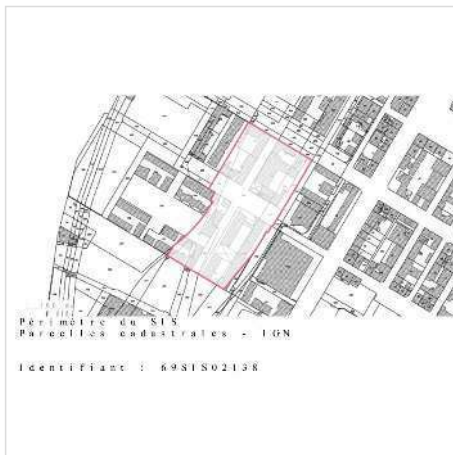 Périmètre du SIS
Parcelles cadastrales - IGN
Identifiant : 69SIS02138